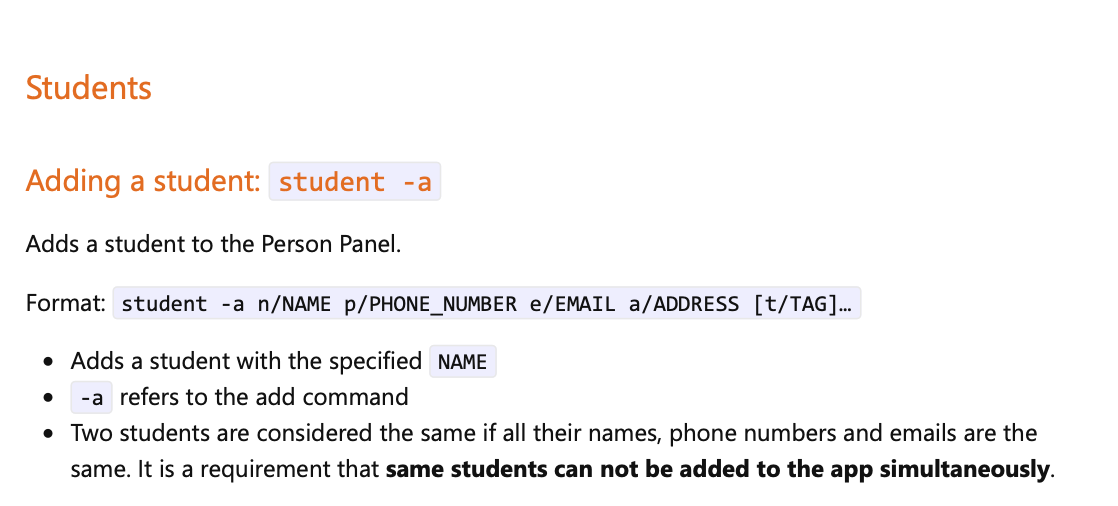 Students
Adding a student: student -a
Adds a student to the Person Panel.
Format: student -a n/NAME p/PHONE_NUMBER e/EMAIL a/ADDRESS [t/TAG]…
• Adds a student with the specified NAME
• -a refers to the add command
• Two students are considered the same if all their names, phone numbers and emails are the
same. It is a requirement that same students can not be added to the app simultaneously.